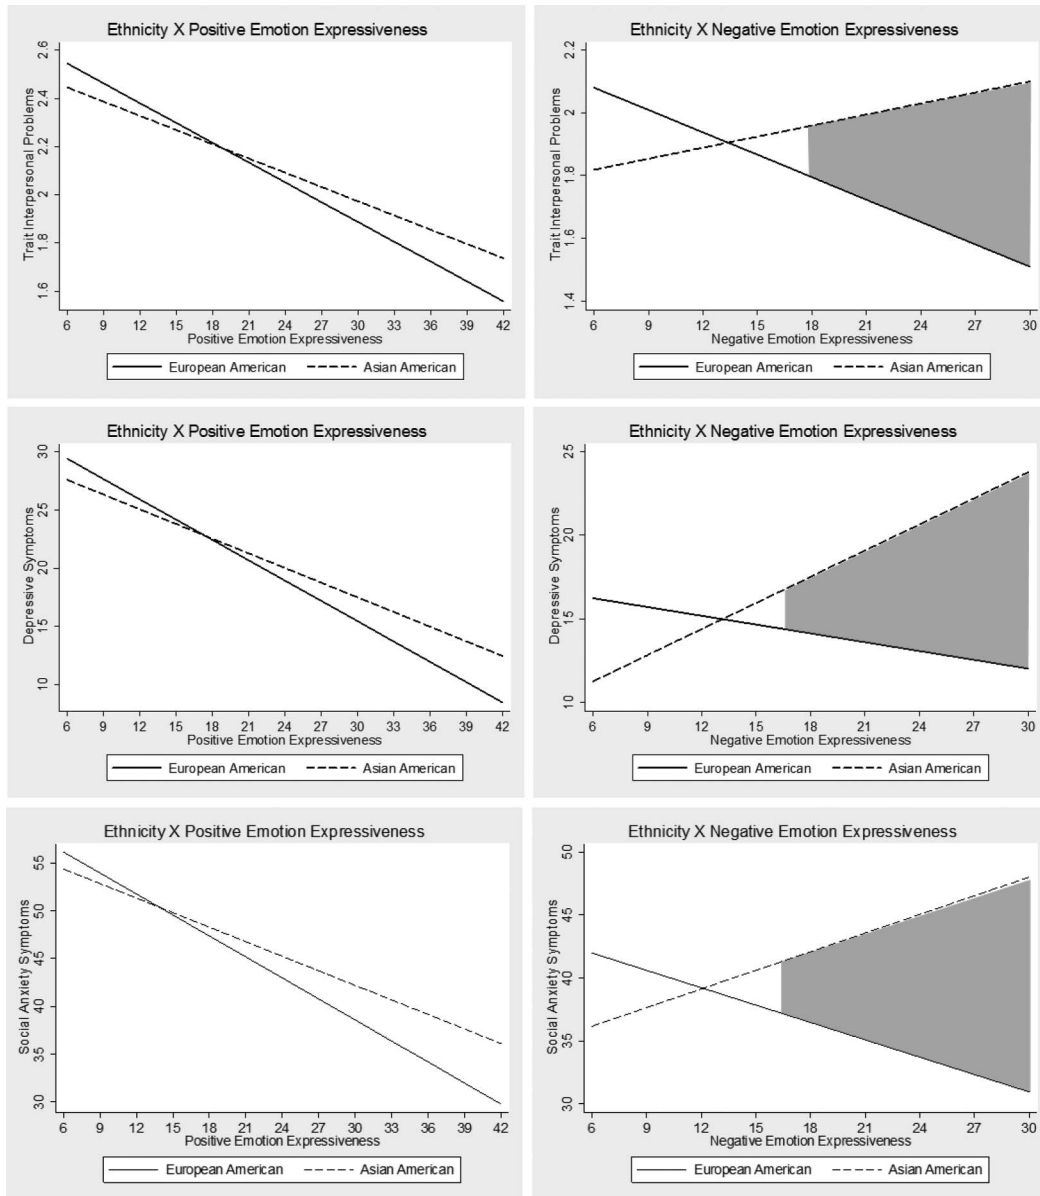 Ethnicity X Positive Emotion Expressiveness
Trait Interpersonal Problems
2.6
2.4
2.2
2
1.8
1.6
6 9 12 15 18 21 24 27 30 33 36 39 42
Positive Emotion Expressiveness
European American Asian American
Ethnicity X Negative Emotion Expressiveness
Trait Interpersonal Problems
2.2
2
1.8
1.6
1.4
6 9 12 15 18 21 24 27 30
Negative Emotion Expressiveness
European American Asian American
Ethnicity X Positive Emotion Expressiveness
Depressive Symptoms
30
25
20
15
10
6 9 12 15 18 21 24 27 30 33 36 39 42
Positive Emotion Expressiveness
European American Asian American
Ethnicity X Negative Emotion Expressiveness
Depressive Symptoms
25
20
15
10
6 9 12 15 18 21 24 27 30
Negative Emotion Expressiveness
European American Asian American
Ethnicity X Positive Emotion Expressiveness
Social Anxiety Symptoms
55
50
45
40
35
30
6 9 12 15 18 21 24 27 30 33 36 39 42
Positive Emotion Expressiveness
European American Asian American
Ethnicity X Negative Emotion Expressiveness
Social Anxiety Symptoms
50
45
40
35
30
6 9 12 15 18 21 24 27 30
Negative Emotion Expressiveness
European American Asian American